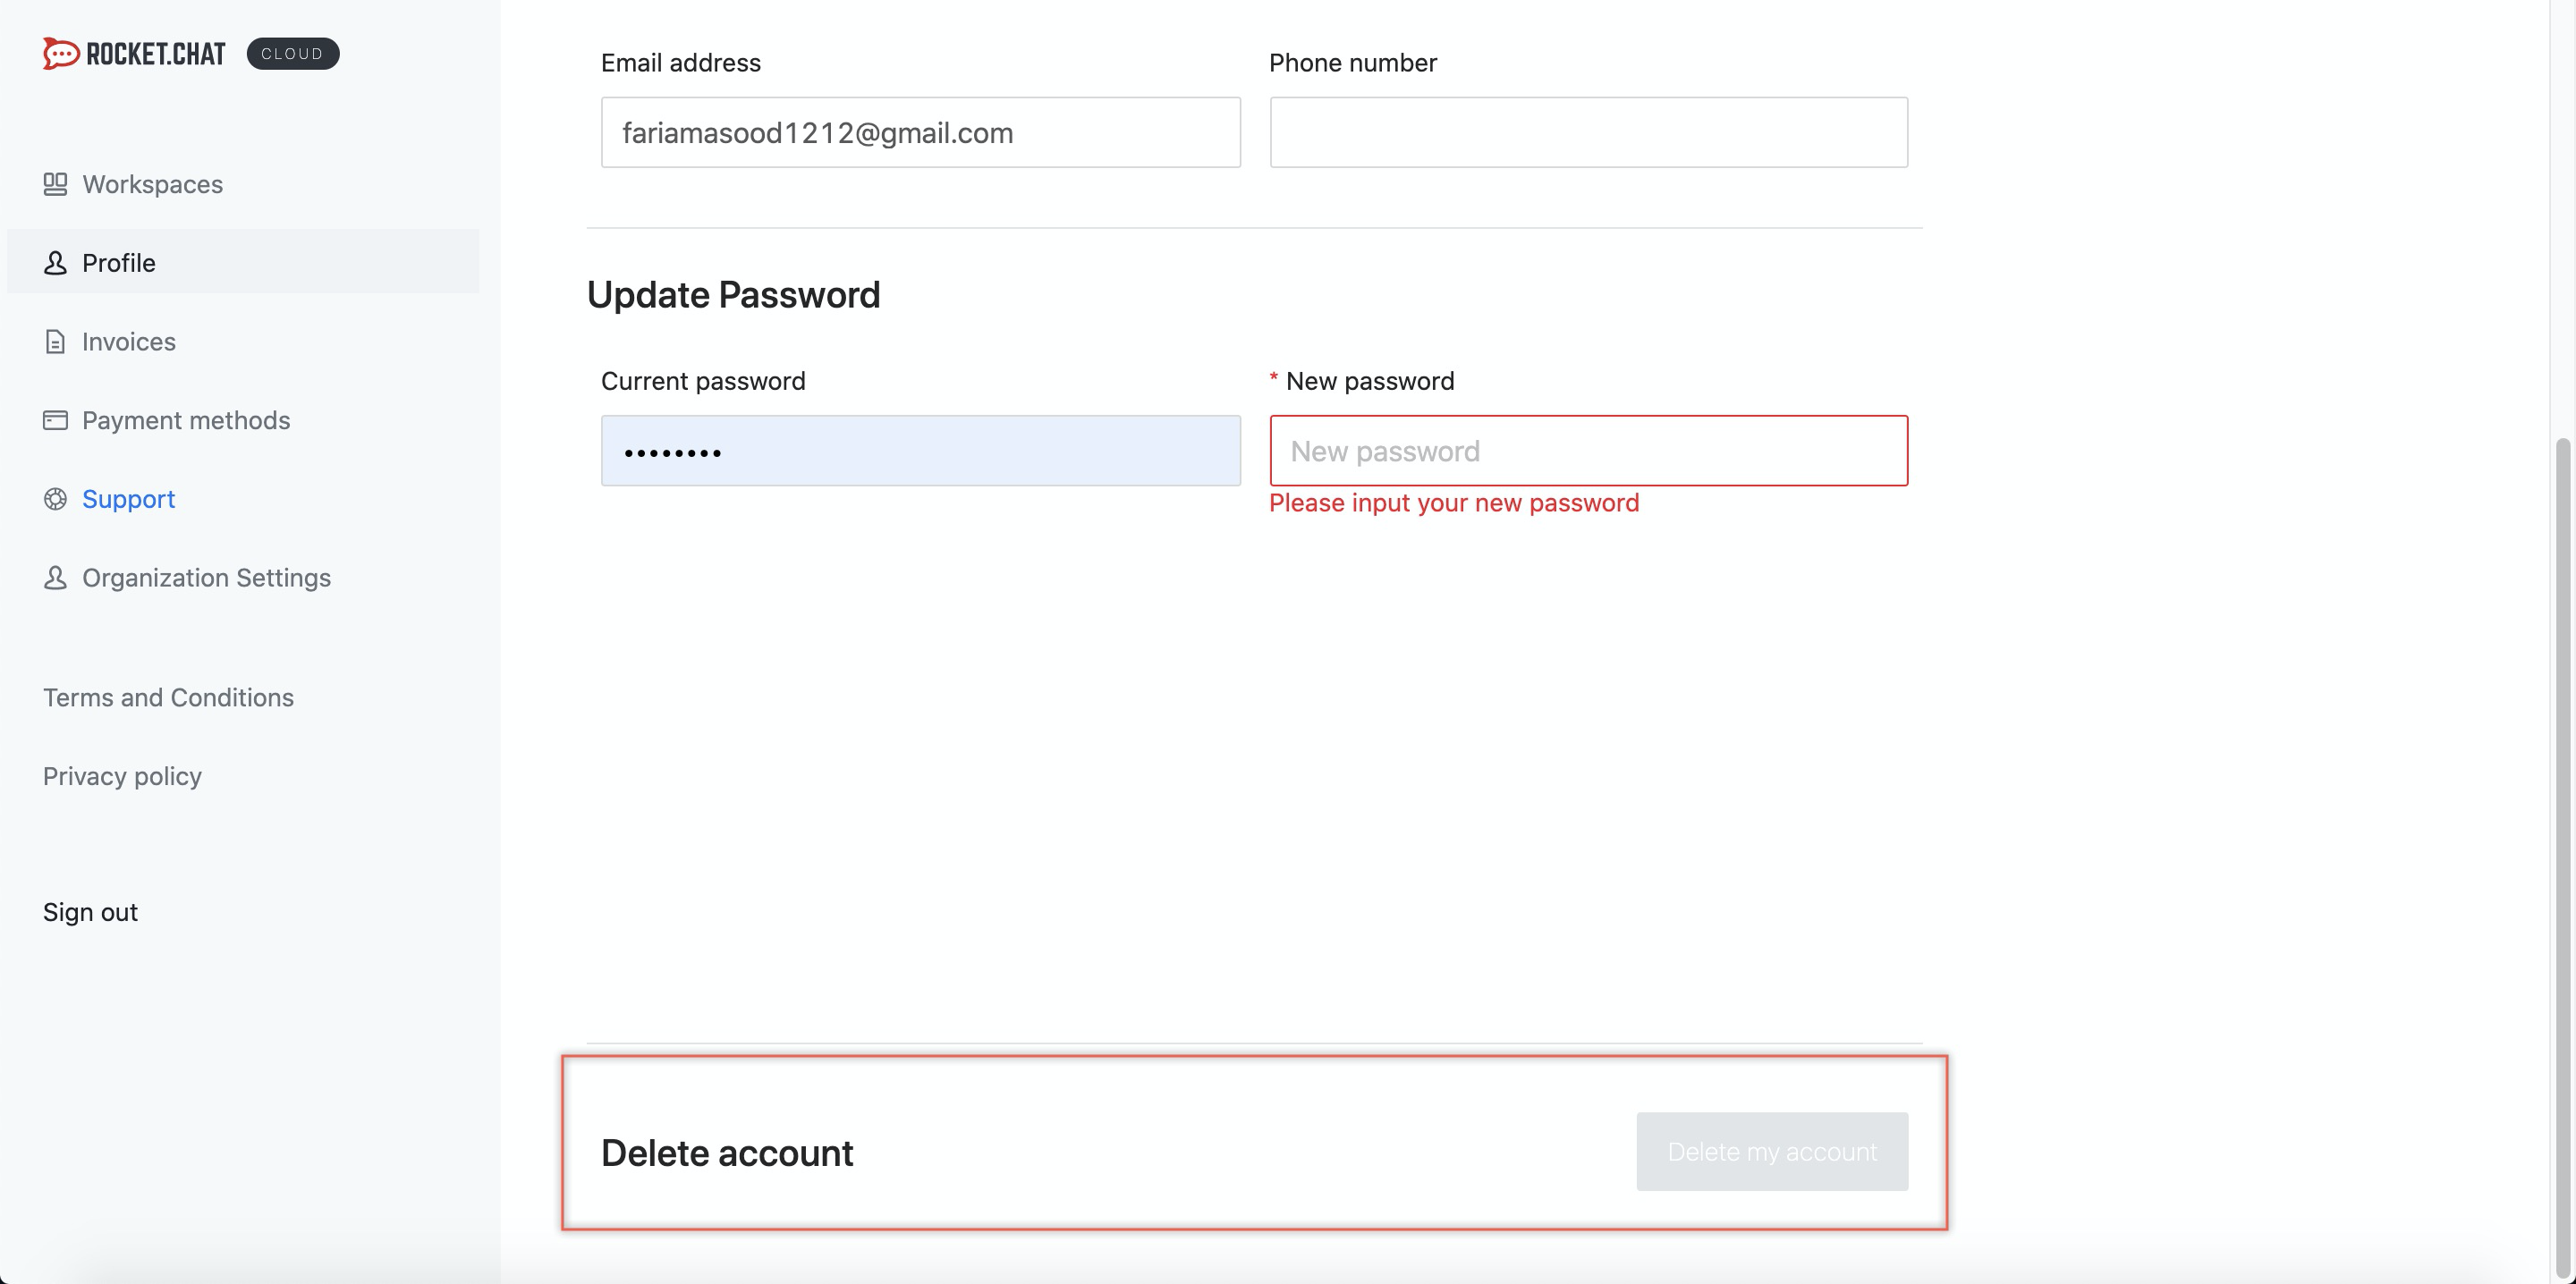 ROCKET.CHAT CLOUD
Workspaces
Profile
Invoices
Payment methods
Support
Organization Settings
Terms and Conditions
Privacy policy
Sign out
Email address
fariamasood1212@gmail.com
Phone number
Update Password
Current password
••••••••
* New password
New password
Please input your new password
Delete account
Delete my account